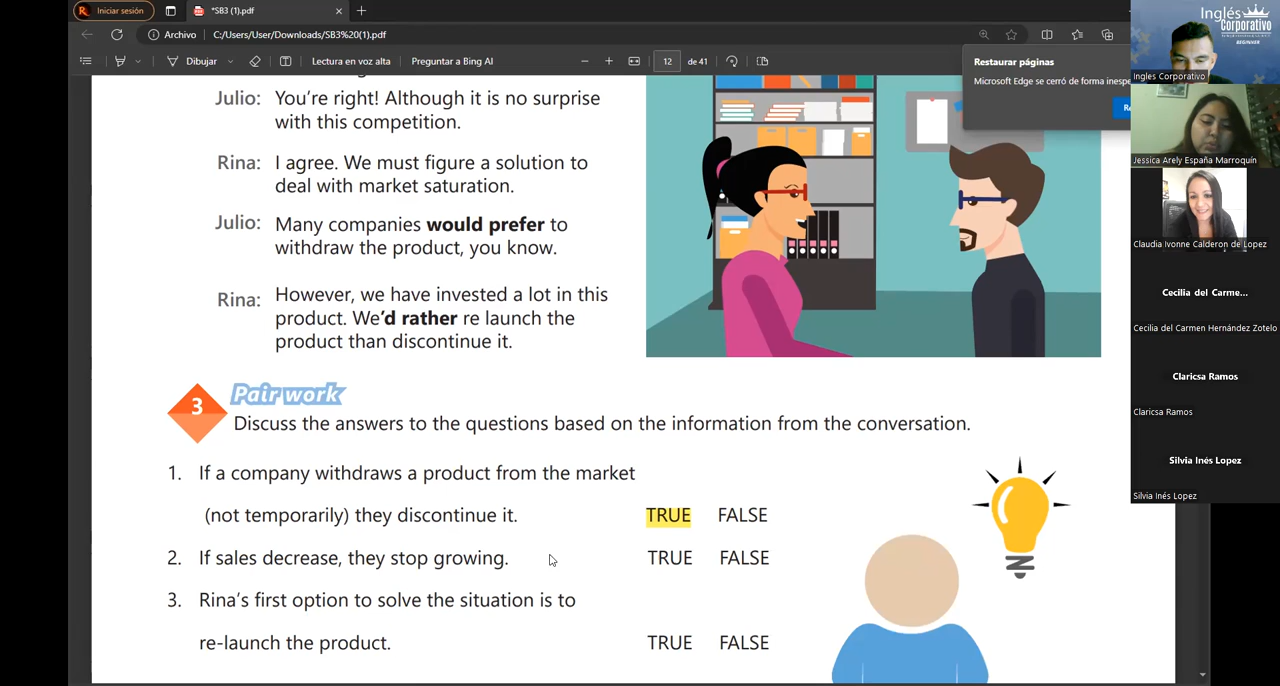 Iniciar sesión
*SB3 (1).pdf
Archivo
C:/Users/User/Downloads/SB3%20(1).pdf
Dibujar
Lectura en voz alta
Preguntar a Bing AI
12
de 41
Restaurar páginas
Microsoft Edge se cerró de forma inespe
Julio: You're right! Although it is no surprise
with this competition.
Rina: I agree. We must figure a solution to
deal with market saturation.
Julio: Many companies would prefer to
withdraw the product, you know.
Rina: However, we have invested a lot in this
product. We'd rather re launch the
product than discontinue it.
3
Pair work
Discuss the answers to the questions based on the information from the conversation.
1. If a company withdraws a product from the market
(not temporarily) they discontinue it. TRUE FALSE
2. If sales decrease, they stop growing. TRUE FALSE
3. Rina's first option to solve the situation is to
re-launch the product. TRUE FALSE
Inglés
Corporativo
BEGINNER
Ingles Corporativo
Jessica Arely España Marroquín
Claudia Ivonne Calderon de Lopez
Cecilia del Carme...
Cecilia del Carmen Hernández Zotelo
Claricsa Ramos
Claricsa Ramos
Silvia Inés Lopez
Silvia Inés Lopez